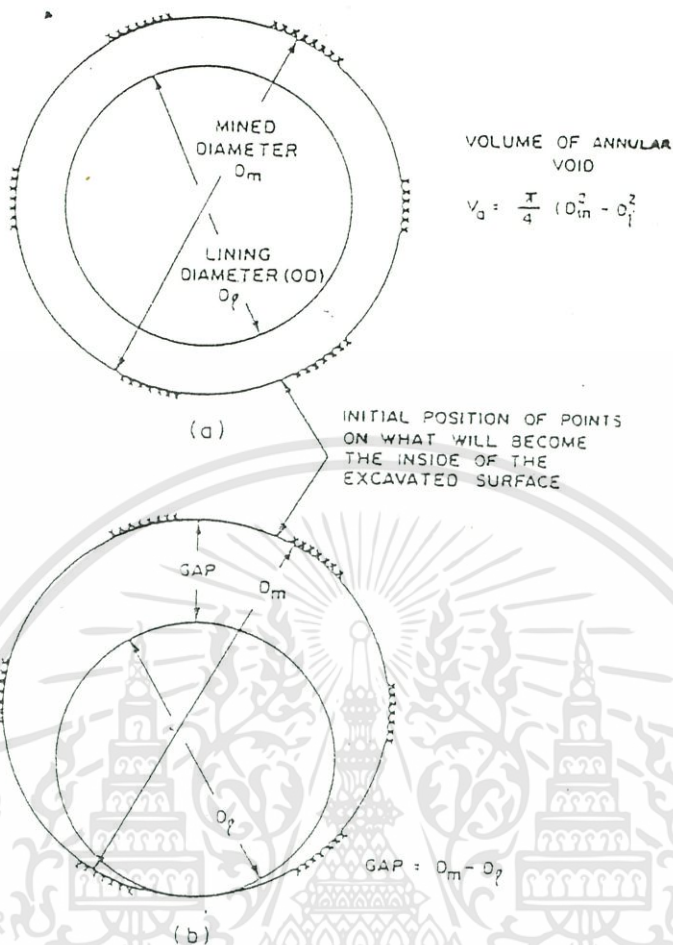 MINED
DIAMETER
Dm
VOLUME OF ANNULAR
VOID
Va = π/4 (Dm² - Dℓ²
LINING
DIAMETER (OD)
Dℓ
(a)
INITIAL POSITION OF POINTS
ON WHAT WILL BECOME
THE INSIDE OF THE
EXCAVATED SURFACE
GAP
Dm
Dℓ
GAP = Dm - Dℓ
(b)